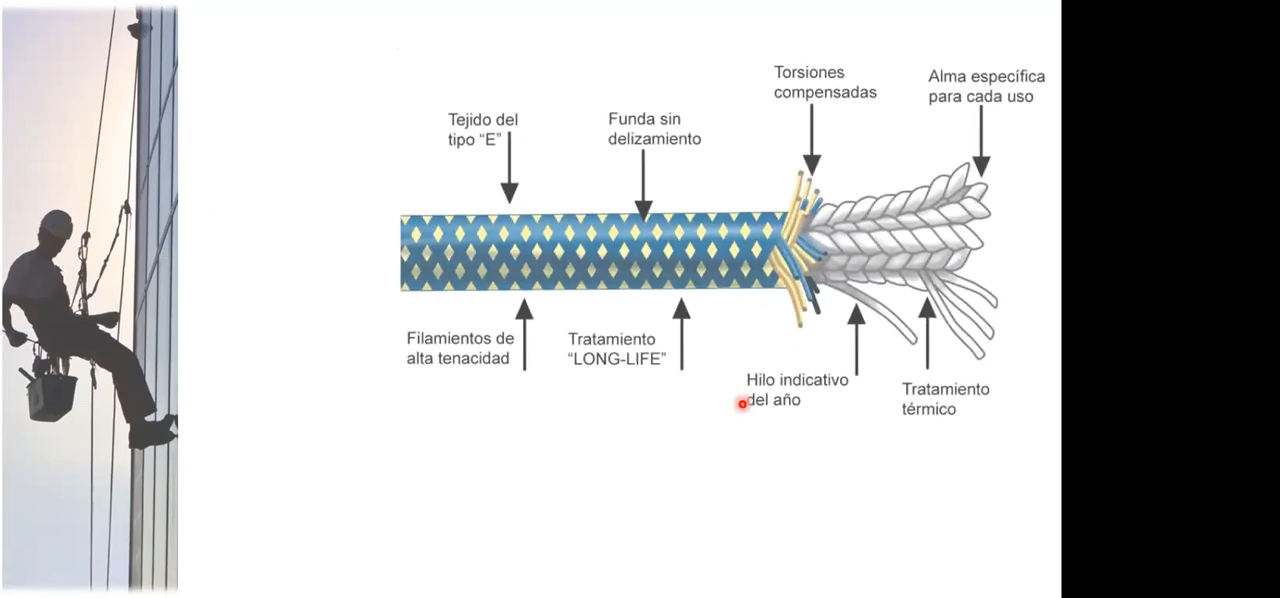 Torsiones
compensadas
Alma específica
para cada uso
Tejido del
tipo “E”
Funda sin
delizamiento
Filamientos de
alta tenacidad
Tratamiento
“LONG-LIFE”
Hilo indicativo
del año
Tratamiento
térmico